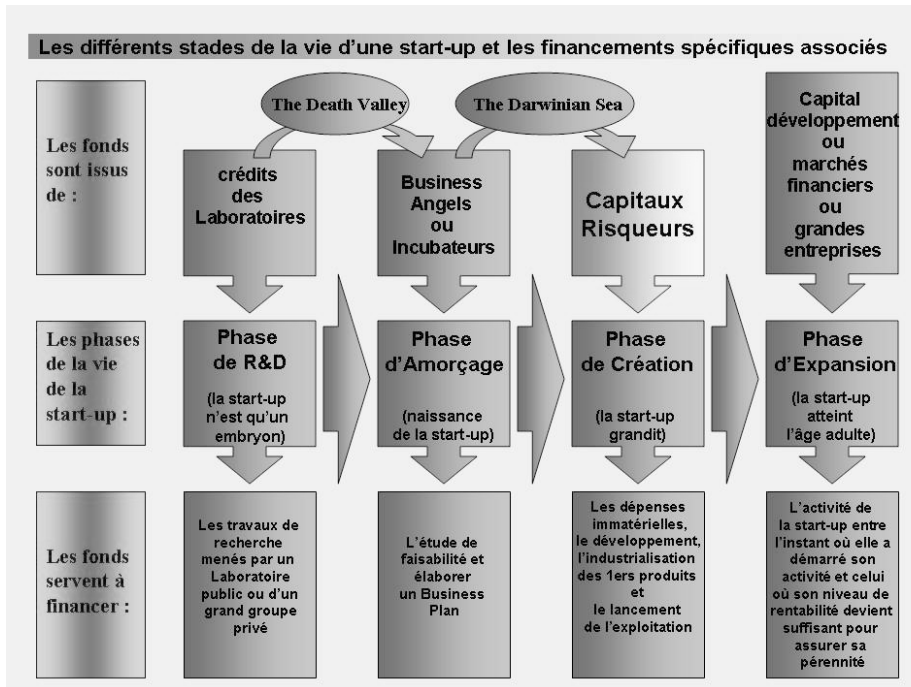 Les différents stades de la vie d'une start-up et les financements spécifiques associés
The Death Valley
The Darwinian Sea
Les fonds
sont issus
de :
crédits
des
Laboratoires
Business
Angels
ou
Incubateurs
Capitaux
Risqueurs
Capital
développement
ou
marchés
financiers
ou
grandes
entreprises
Les phases
de la vie
de la
start-up :
Phase
de R&D
(la start-up
n'est qu'un
embryon)
Phase
d'Amorçage
(naissance
de la start-up)
Phase
de Création
(la start-up
grandit)
Phase
d'Expansion
(la start-up
atteint
l'âge adulte)
Les fonds
servent à
financer :
Les travaux de
recherche
menés par un
Laboratoire
public ou d'un
grand groupe
privé
L'étude de
faisabilité et
élaborer
un Business
Plan
Les dépenses
immatérielles,
le développement,
l'industrialisation
des 1ers produits
et
le lancement
de l'exploitation
L'activité de
la start-up entre
l'instant où elle a
démarré son
activité et celui
où son niveau de
rentabilité devient
suffisant pour
assurer sa
pérennité